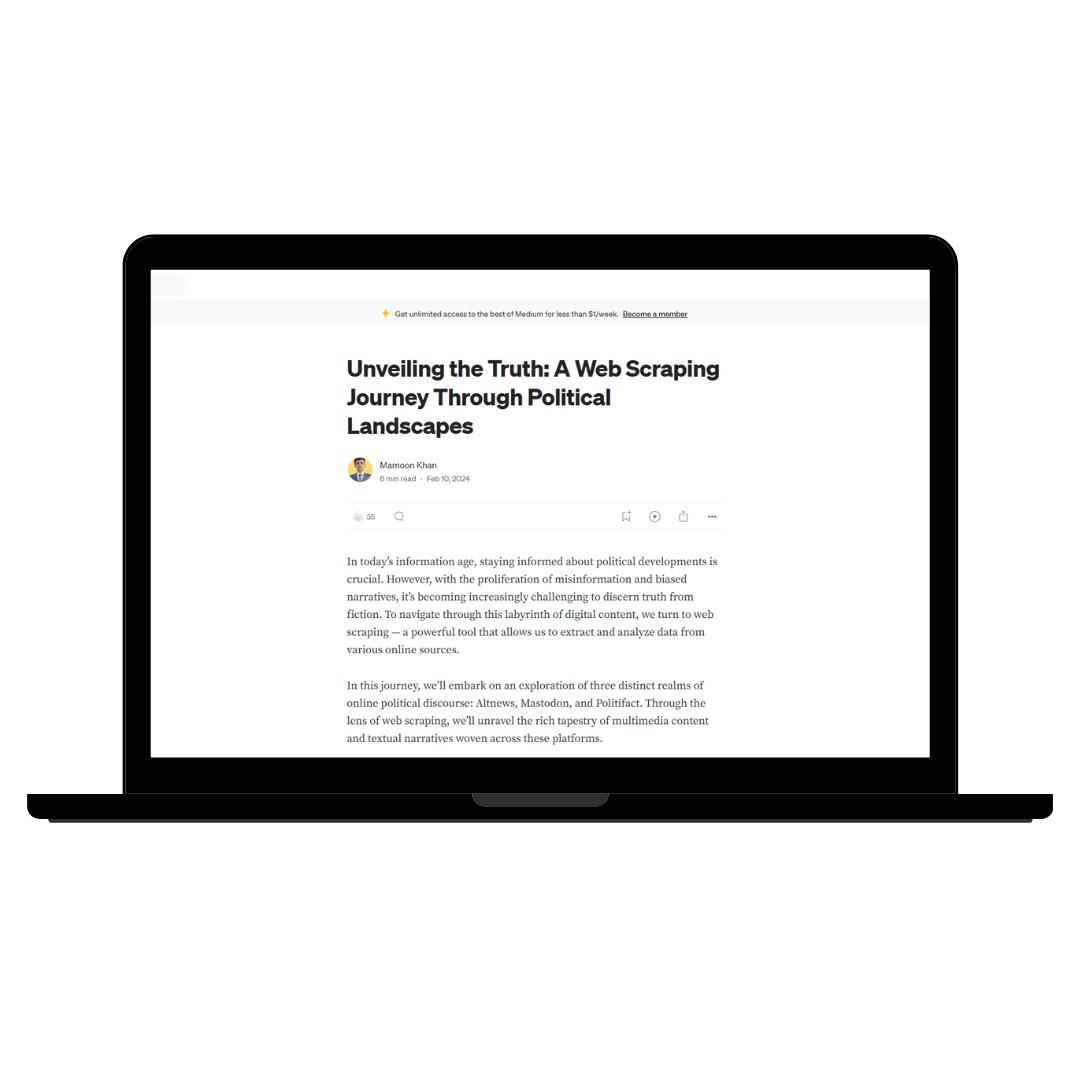 Get unlimited access to the best of Medium for less than $1/week. Become a member
Unveiling the Truth: A Web Scraping
Journey Through Political
Landscapes
Mamoon Khan
6 min read · Feb 10, 2024
35
In today’s information age, staying informed about political developments is
crucial. However, with the proliferation of misinformation and biased
narratives, it’s becoming increasingly challenging to discern truth from
fiction. To navigate through this labyrinth of digital content, we turn to web
scraping — a powerful tool that allows us to extract and analyze data from
various online sources.
In this journey, we’ll embark on an exploration of three distinct realms of
online political discourse: Altnews, Mastodon, and Politifact. Through the
lens of web scraping, we’ll unravel the rich tapestry of multimedia content
and textual narratives woven across these platforms.